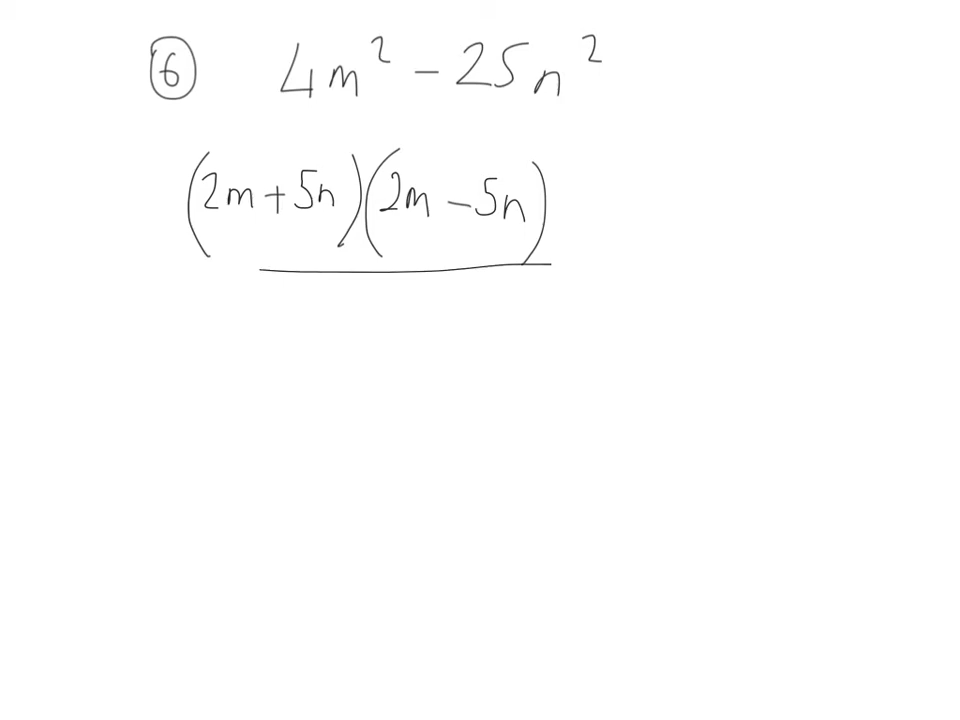 ⑥ 4m² - 25n²
(2m + 5n)(2m - 5n)